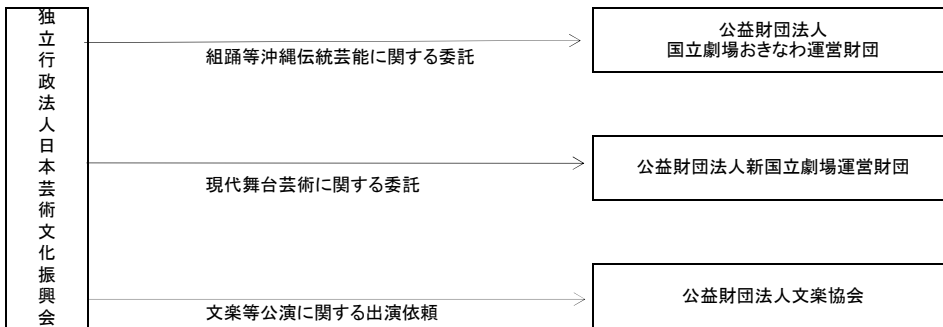 独立行政法人日本芸術文化振興会
組踊等沖縄伝統芸能に関する委託
公益財団法人
国立劇場おきなわ運営財団
現代舞台芸術に関する委託
公益財団法人新国立劇場運営財団
文楽等公演に関する出演依頼
公益財団法人文楽協会